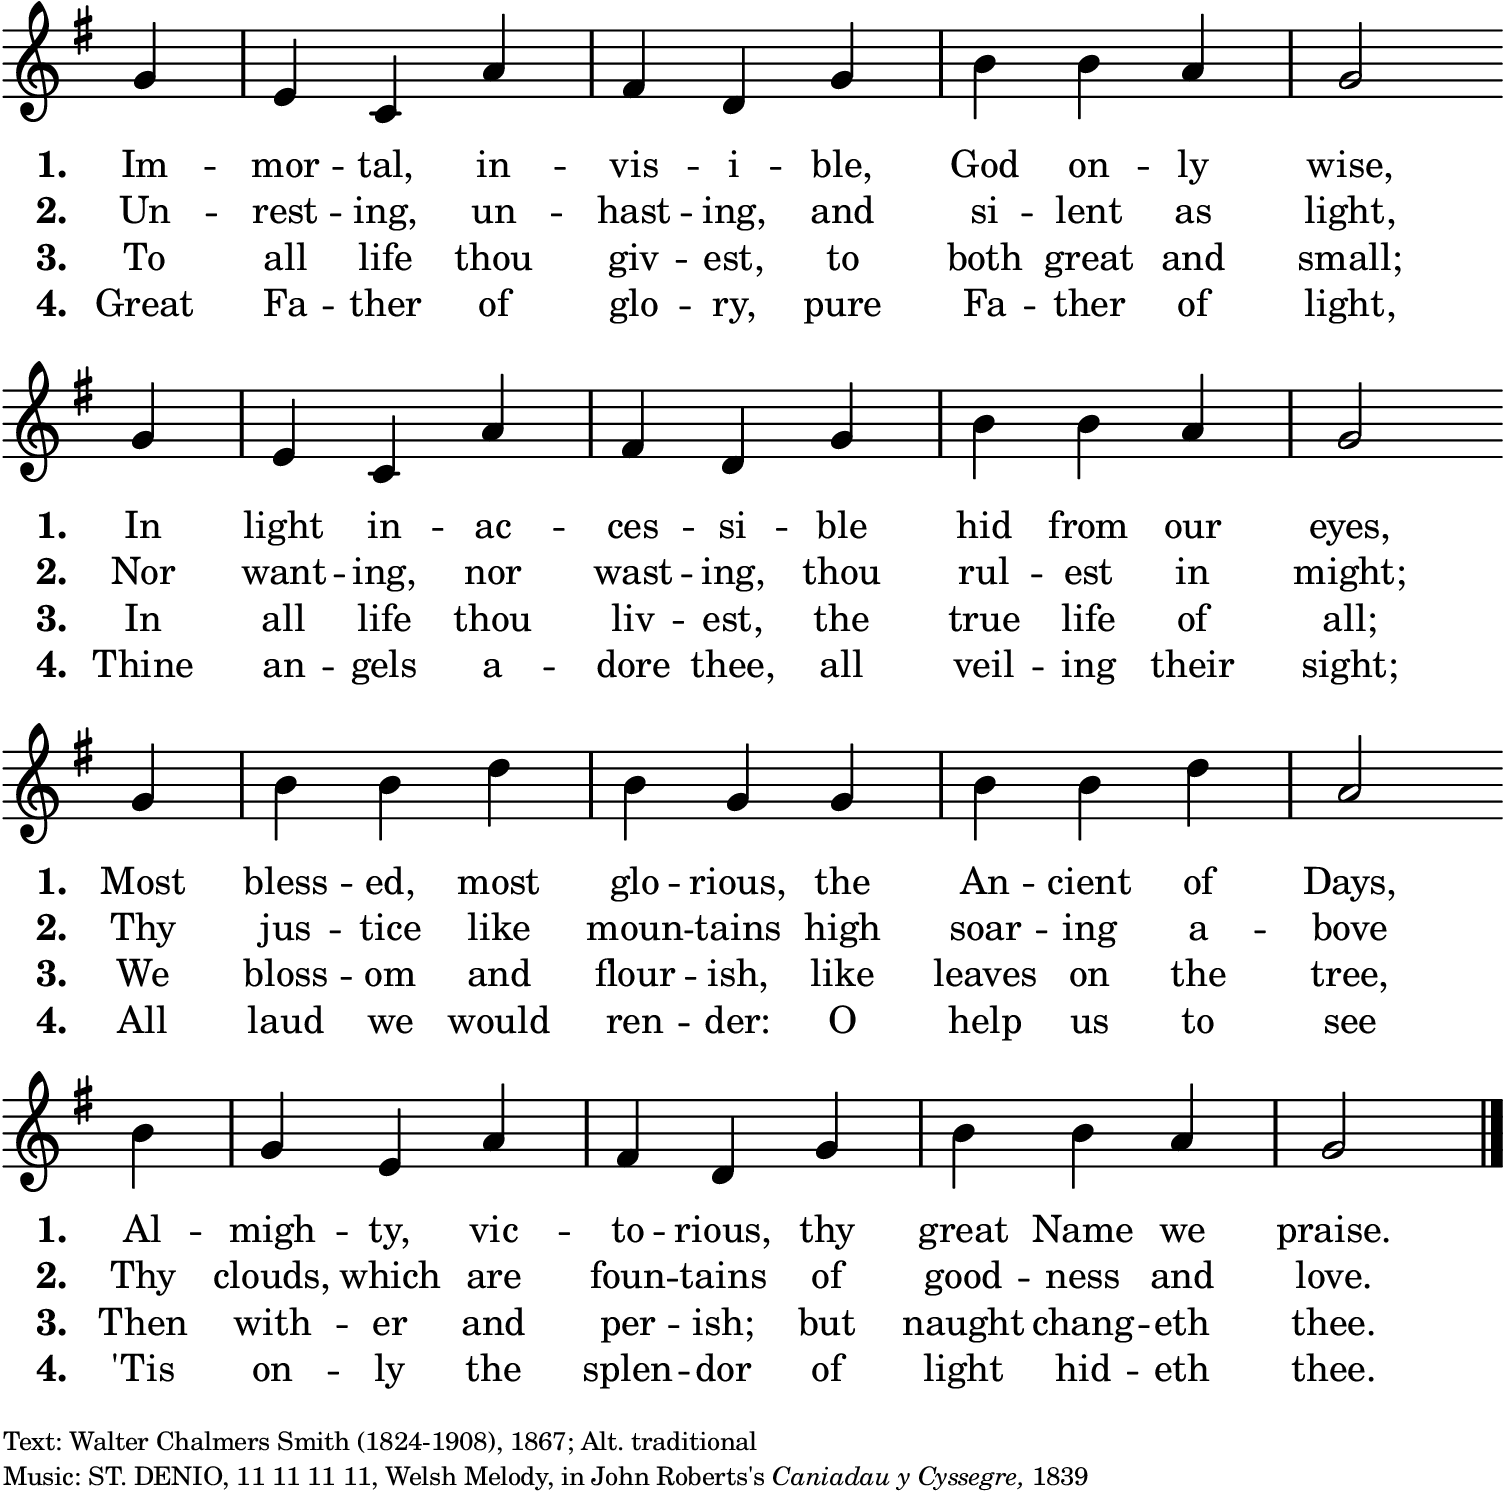 1. Im - mor - tal, in - vis - i - ble, God on - ly wise,
2. Un - rest - ing, un - hast - ing, and si - lent as light,
3. To all life thou giv - est, to both great and small;
4. Great Fa - ther of glo - ry, pure Fa - ther of light,
1. In light in - ac - ces - si - ble hid from our eyes,
2. Nor want - ing, nor wast - ing, thou rul - est in might;
3. In all life thou liv - est, the true life of all;
4. Thine an - gels a - dore thee, all veil - ing their sight;
1. Most bless - ed, most glo - rious, the An - cient of Days,
2. Thy jus - tice like moun - tains high soar - ing a - bove
3. We bloss - om and flour - ish, like leaves on the tree,
4. All laud we would ren - der: O help us to see
1. Al - migh - ty, vic - to - rious, thy great Name we praise.
2. Thy clouds, which are foun - tains of good - ness and love.
3. Then with - er and per - ish; but naught chang - eth thee.
4. 'Tis on - ly the splen - dor of light hid - eth thee.
Text: Walter Chalmers Smith (1824-1908), 1867; Alt. traditional
Music: ST. DENIO, 11 11 11 11, Welsh Melody, in John Roberts's Caniadau y Cyssegre, 1839